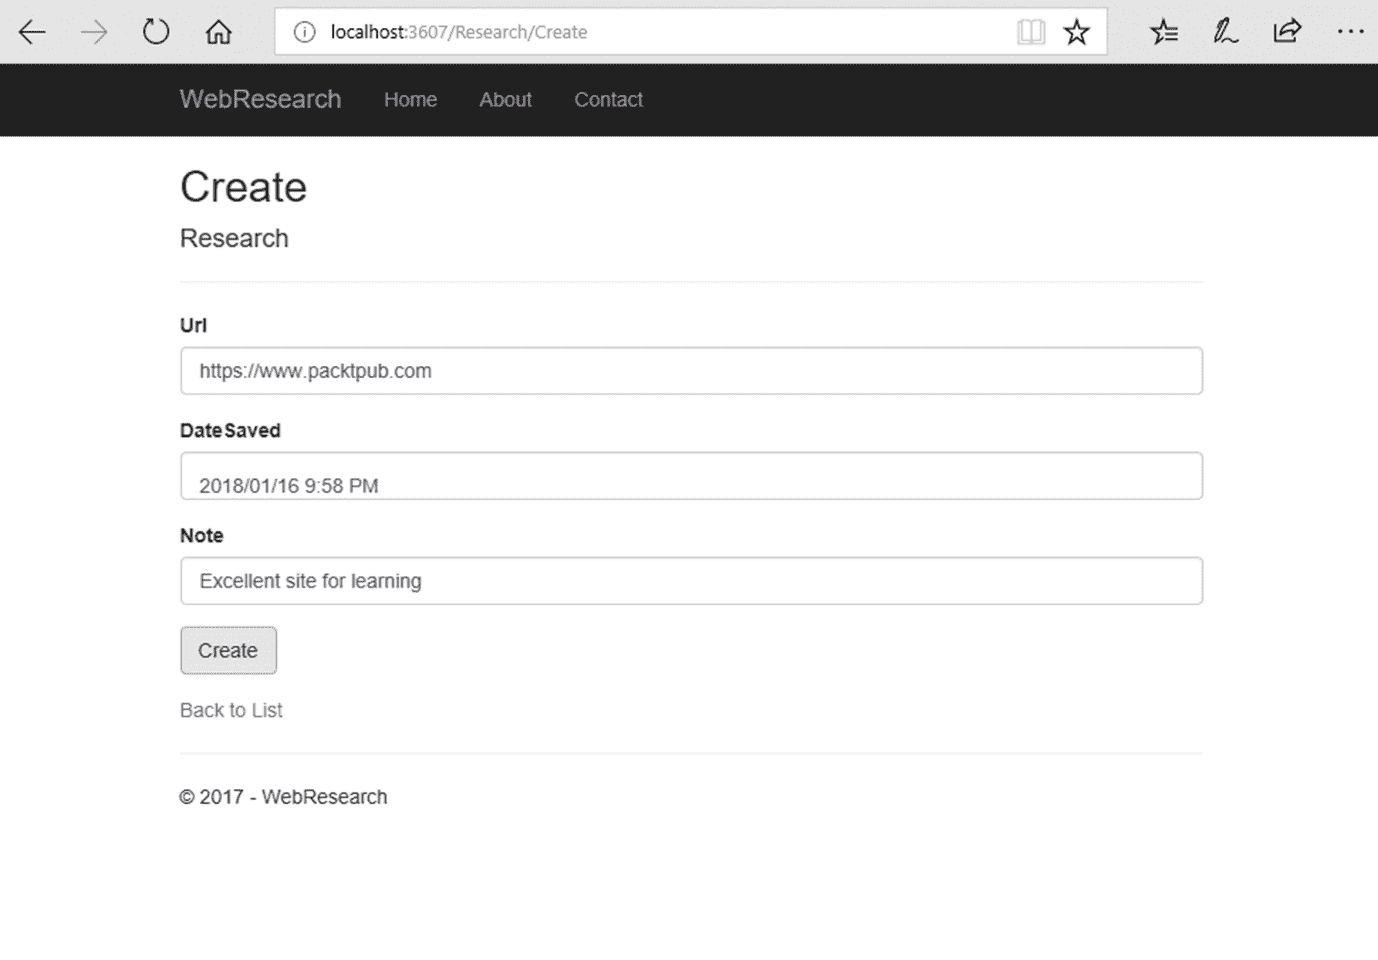 localhost:3607/Research/Create
WebResearch Home About Contact
Create
Research
Url
https://www.packtpub.com
DateSaved
2018/01/16 9:58 PM
Note
Excellent site for learning
Create
Back to List
© 2017 - WebResearch